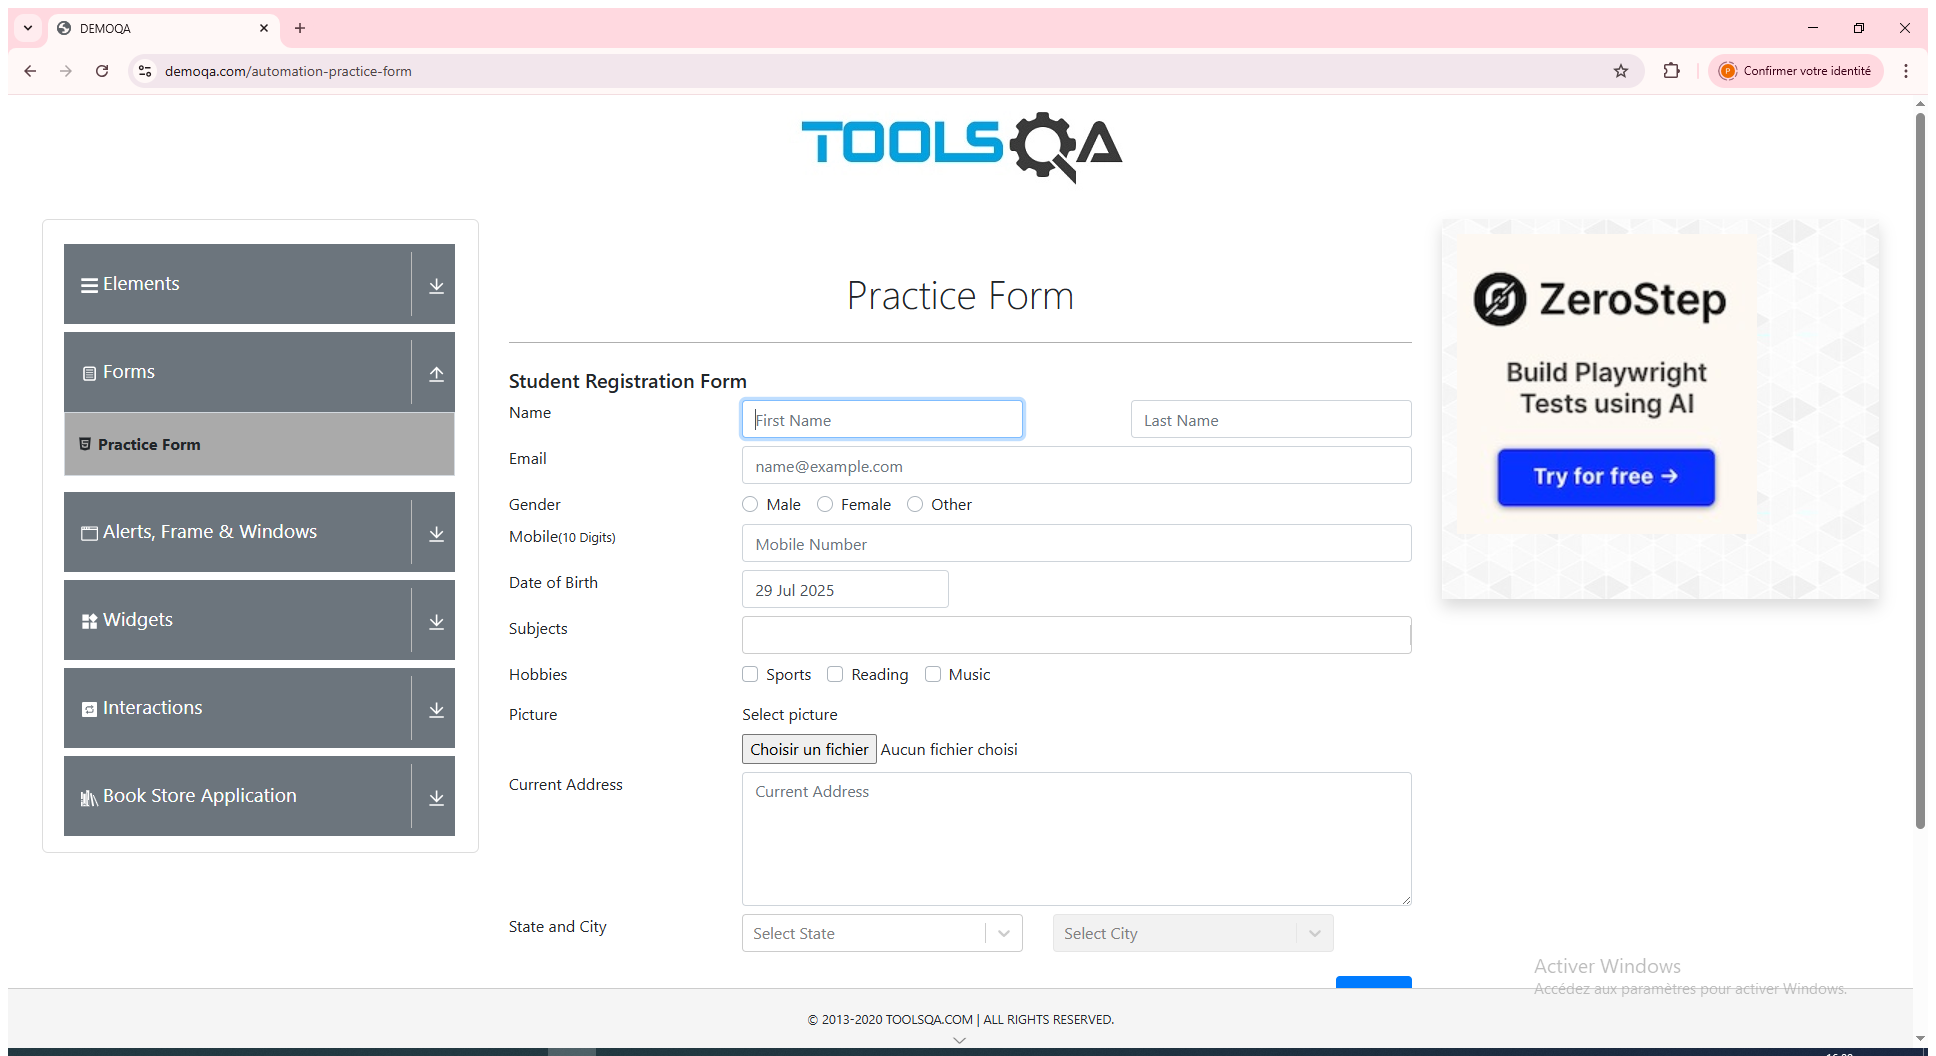 DEMOQA
demoqa.com/automation-practice-form
Confirmer votre identité
TOOLSQA
Elements
Forms
Practice Form
Alerts, Frame & Windows
Widgets
Interactions
Book Store Application
Practice Form
Student Registration Form
Name First Name Last Name
Email name@example.com
Gender Male Female Other
Mobile(10 Digits) Mobile Number
Date of Birth 29 Jul 2025
Subjects
Hobbies Sports Reading Music
Picture Select picture
Choisir un fichier Aucun fichier choisi
Current Address Current Address
State and City Select State Select City
ZeroStep
Build Playwright
Tests using AI
Try for free →
Activer Windows
Accédez aux paramètres pour activer Windows.
© 2013-2020 TOOLSQA.COM | ALL RIGHTS RESERVED.